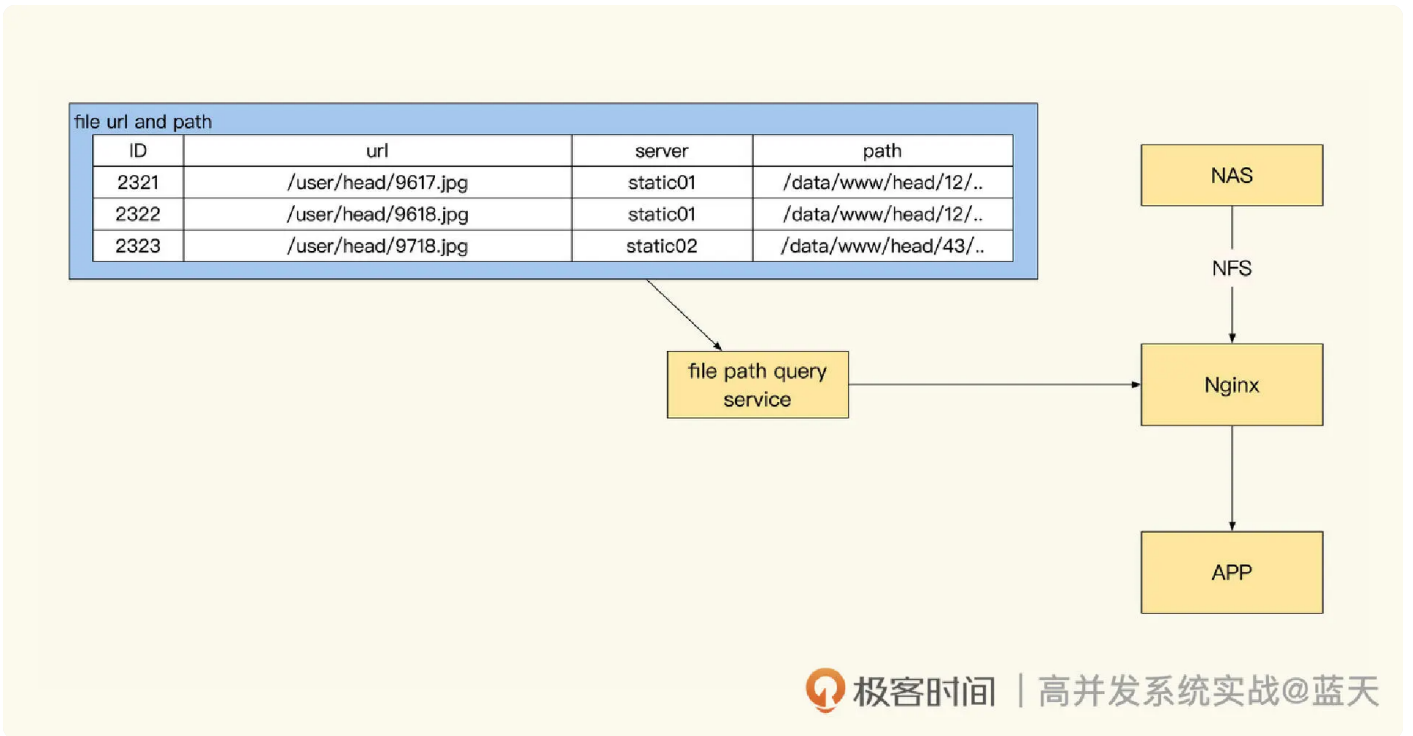 file url and path
ID url server path
2321 /user/head/9617.jpg static01 /data/www/head/12/..
2322 /user/head/9618.jpg static01 /data/www/head/12/..
2323 /user/head/9718.jpg static02 /data/www/head/43/..
NAS
NFS
file path query
service
Nginx
APP
极客时间 | 高并发系统实战@蓝天